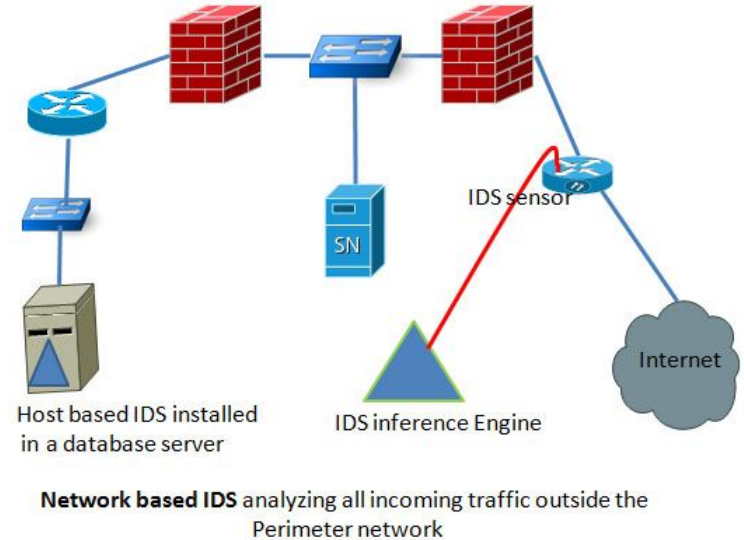 IDS sensor
SN
Internet
Host based IDS installed
in a database server
IDS inference Engine
Network based IDS analyzing all incoming traffic outside the
Perimeter network